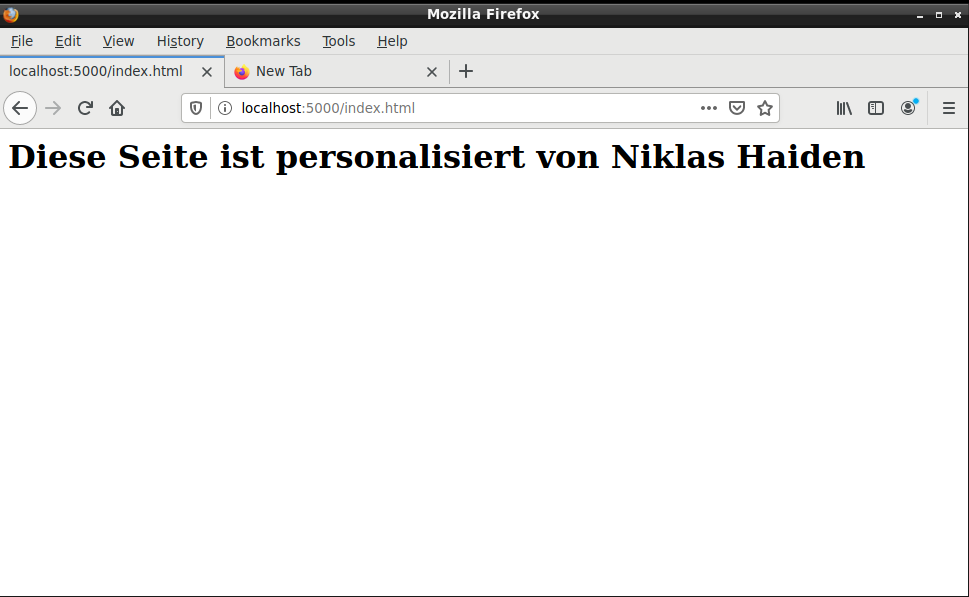 Mozilla Firefox
File Edit View History Bookmarks Tools Help
localhost:5000/index.html New Tab
localhost:5000/index.html
Diese Seite ist personalisiert von Niklas Haiden